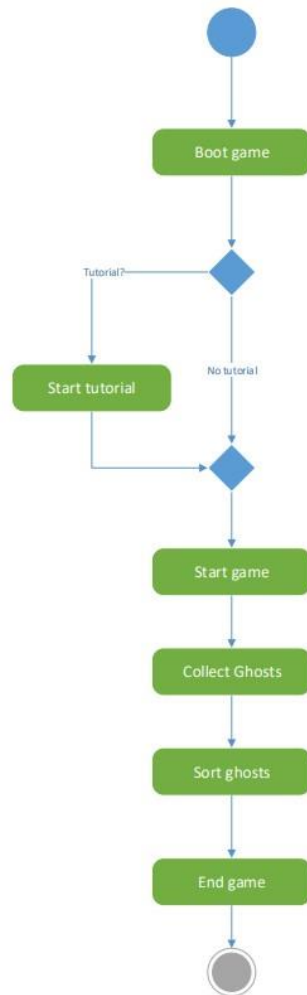 Boot game
Tutorial?
No tutorial
Start tutorial
Start game
Collect Ghosts
Sort ghosts
End game